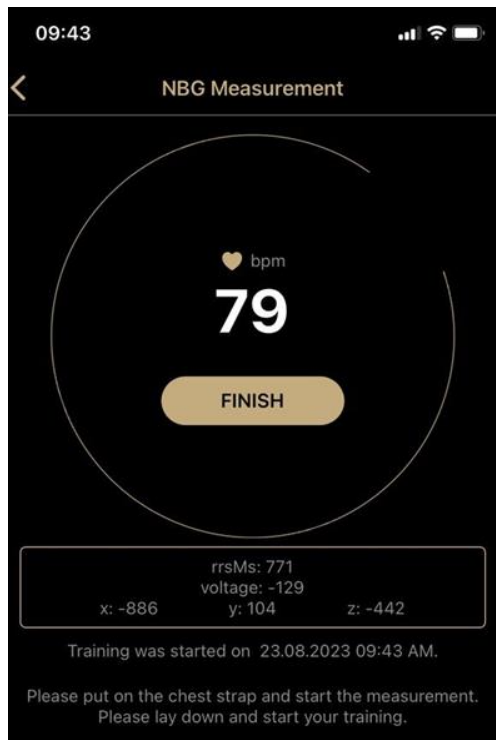 09:43
NBG Measurement
bpm
79
FINISH
rrsMs: 771
voltage: -129
x: -886 y: 104 z: -442
Training was started on 23.08.2023 09:43 AM.
Please put on the chest strap and start the measurement.
Please lay down and start your training.